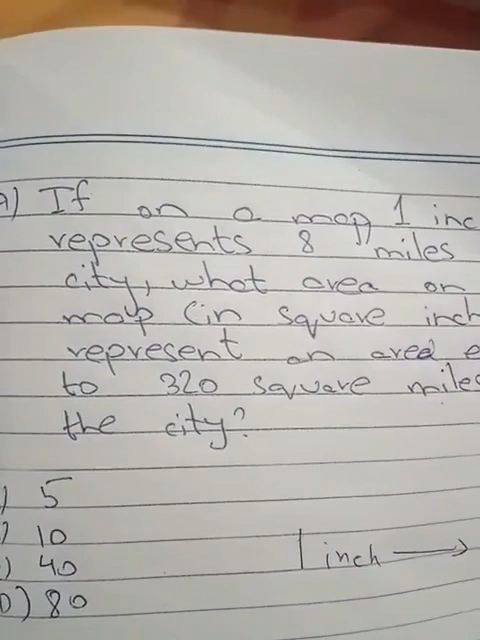 A) If on a map 1 inc
represents 8 miles
city, what area on
map (in square inch
represent an area e
to 320 square miles
the city?
) 5
) 10
) 40
D) 80
1 inch →